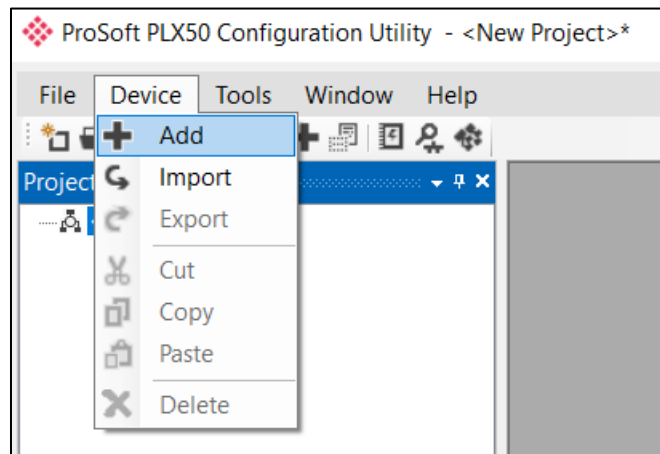 ProSoft PLX50 Configuration Utility - <New Project>*
File Device Tools Window Help
Add
Project
Import
Export
Cut
Copy
Paste
Delete